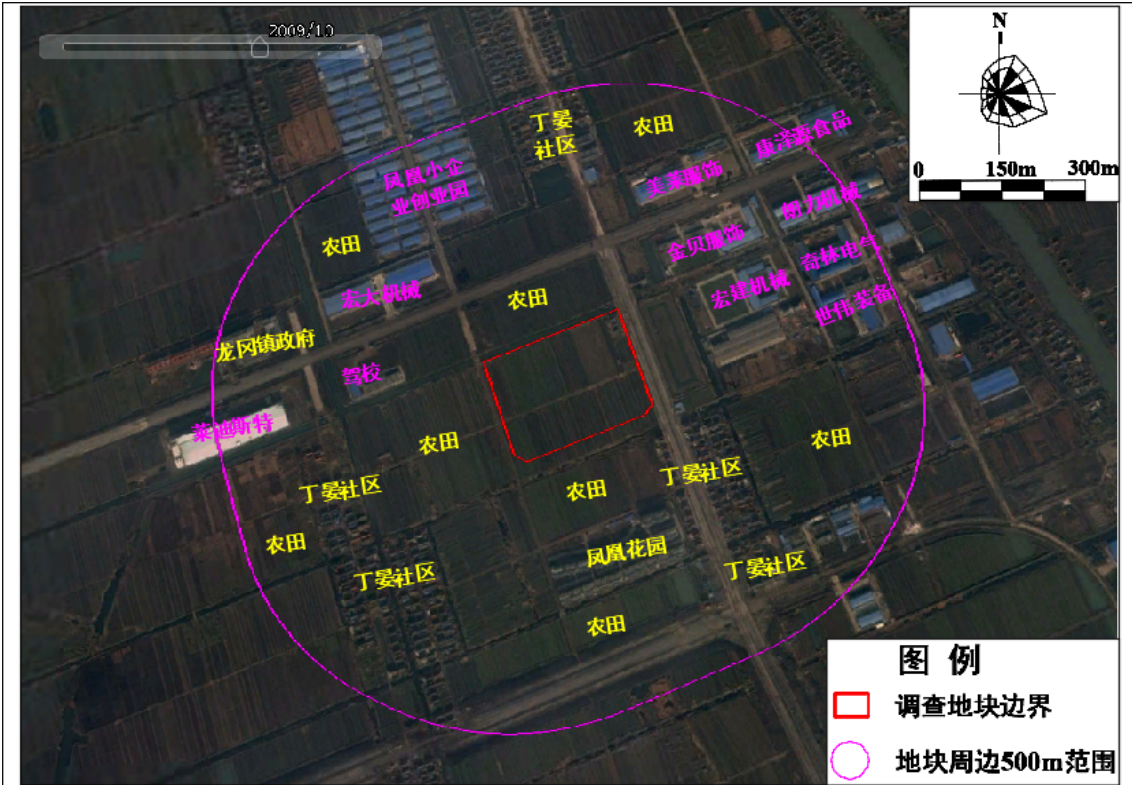 2009/10
N
0 150m 300m
丁晏
社区
农田
康泽源食品
凤凰小企
业创业园
美莱服饰
朗力机械
农田
金贝服饰
奇林电气
宏大机械
农田
宏建机械
世伟装备
龙冈镇政府
驾校
莱迪斯特
农田
农田
丁晏社区
丁晏社区
农田
农田
凤凰花园
丁晏社区
丁晏社区
农田
图 例
调查地块边界
地块周边500m范围